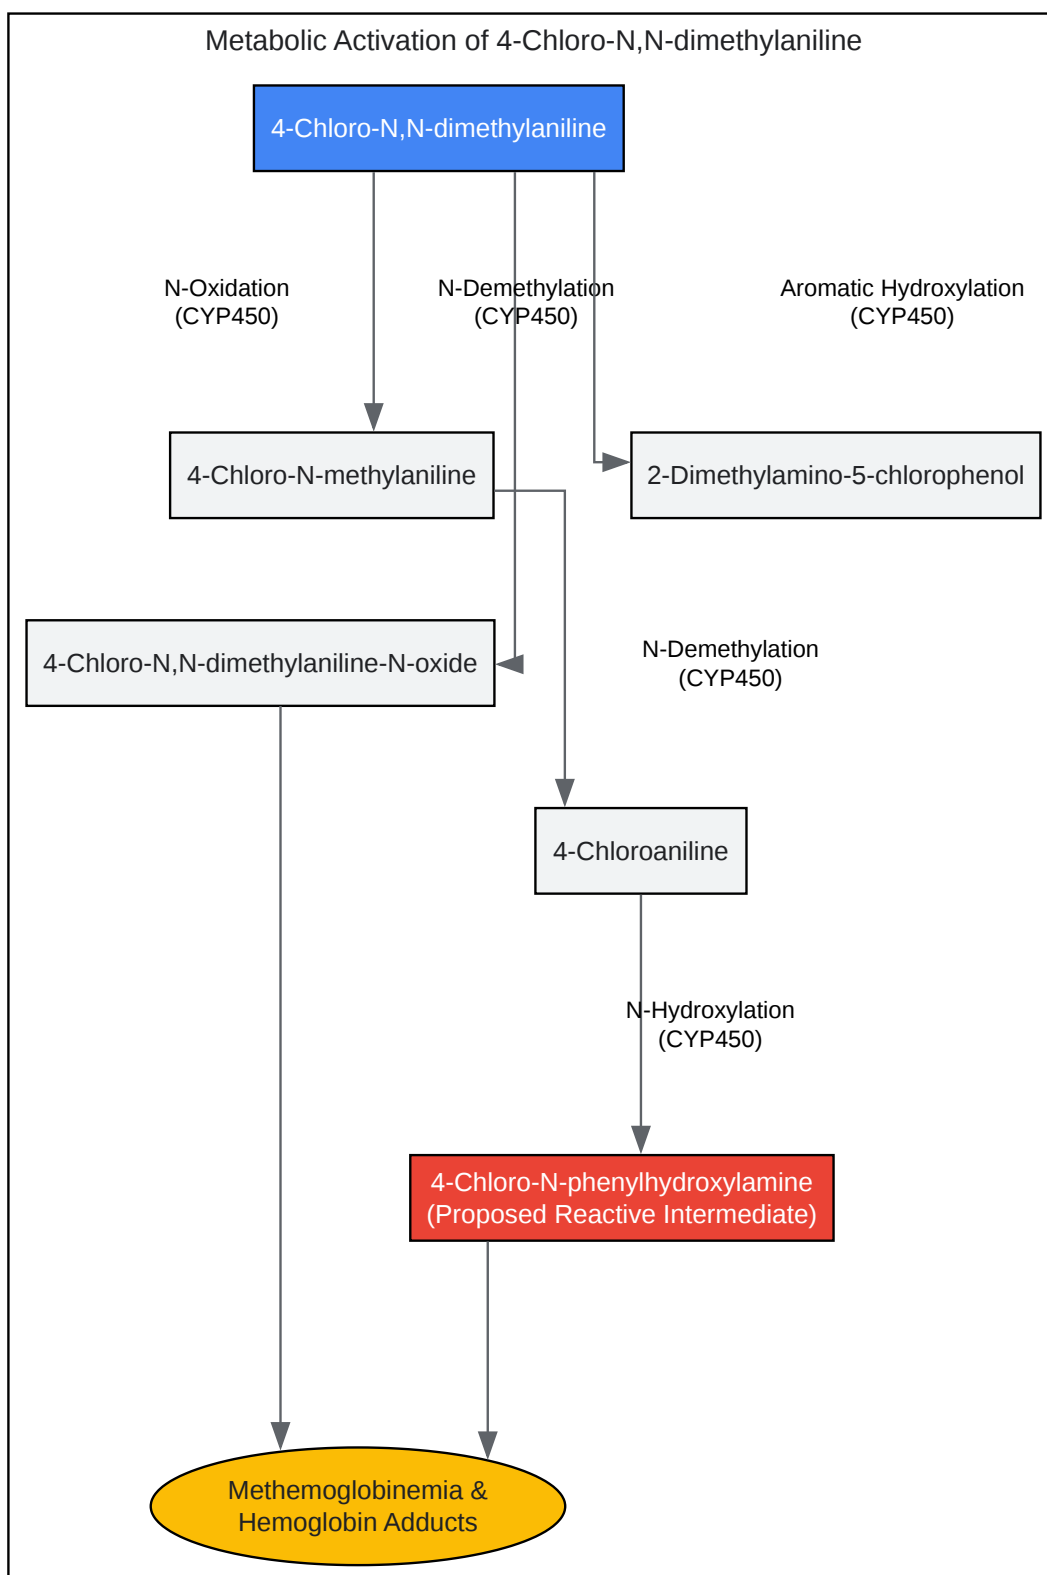 Metabolic Activation of 4-Chloro-N,N-dimethylaniline
4-Chloro-N,N-dimethylaniline
N-Oxidation
(CYP450)
N-Demethylation
(CYP450)
Aromatic Hydroxylation
(CYP450)
4-Chloro-N-methylaniline
2-Dimethylamino-5-chlorophenol
4-Chloro-N,N-dimethylaniline-N-oxide
N-Demethylation
(CYP450)
4-Chloroaniline
N-Hydroxylation
(CYP450)
4-Chloro-N-phenylhydroxylamine
(Proposed Reactive Intermediate)
Methemoglobinemia &
Hemoglobin Adducts